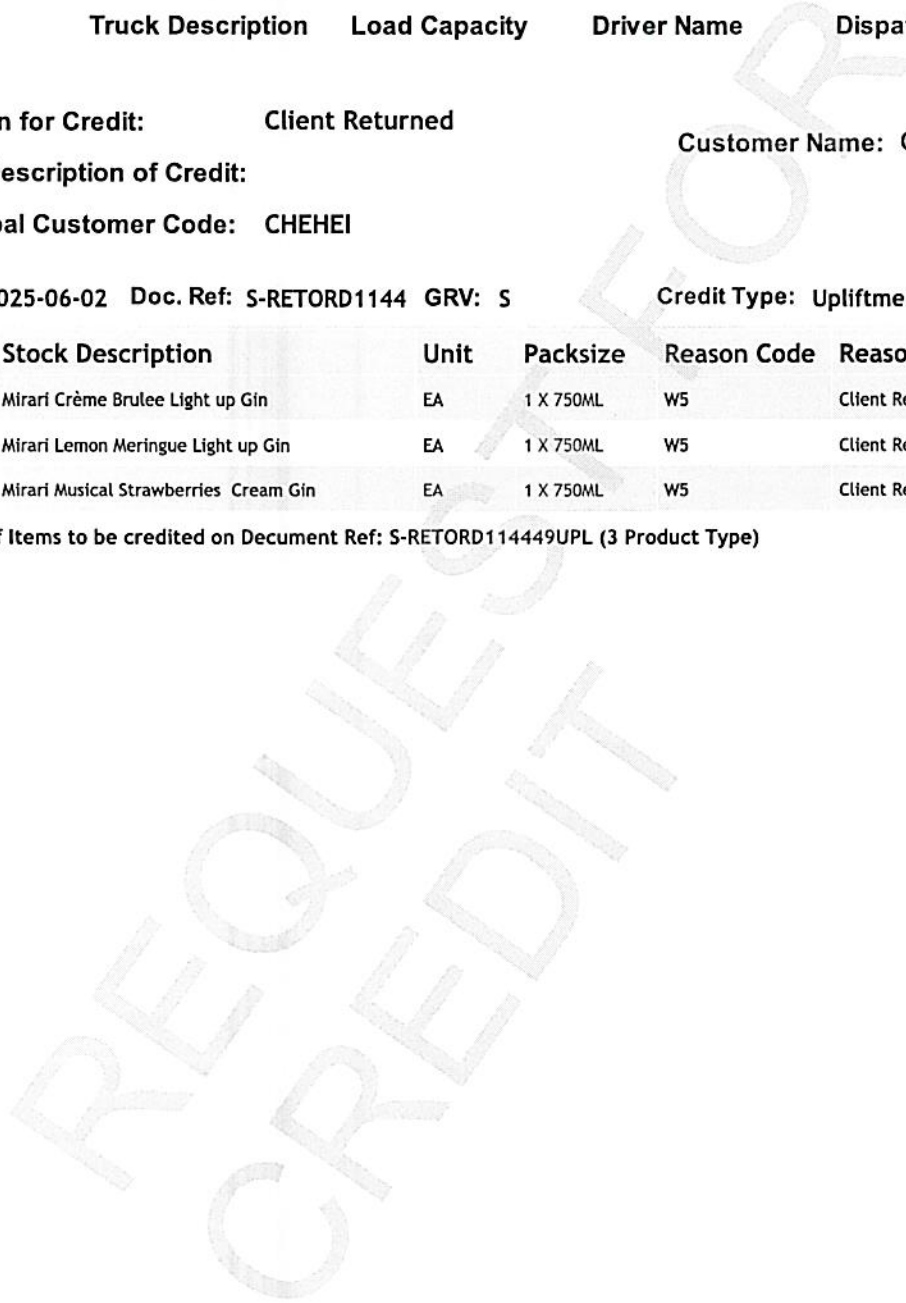 Truck Description Load Capacity Driver Name Dispa
n for Credit: Client Returned
Customer Name:
escription of Credit:
al Customer Code: CHEHEI
025-06-02 Doc. Ref: S-RETORD1144 GRV: S Credit Type: Upliftme
Stock Description Unit Packsize Reason Code Reaso
Mirari Crème Brulee Light up Gin EA 1 X 750ML W5 Client Re
Mirari Lemon Meringue Light up Gin EA 1 X 750ML W5 Client Re
Mirari Musical Strawberries Cream Gin EA 1 X 750ML W5 Client Re
f Items to be credited on Document Ref: S-RETORD114449UPL (3 Product Type)
REQUEST FOR
CREDIT